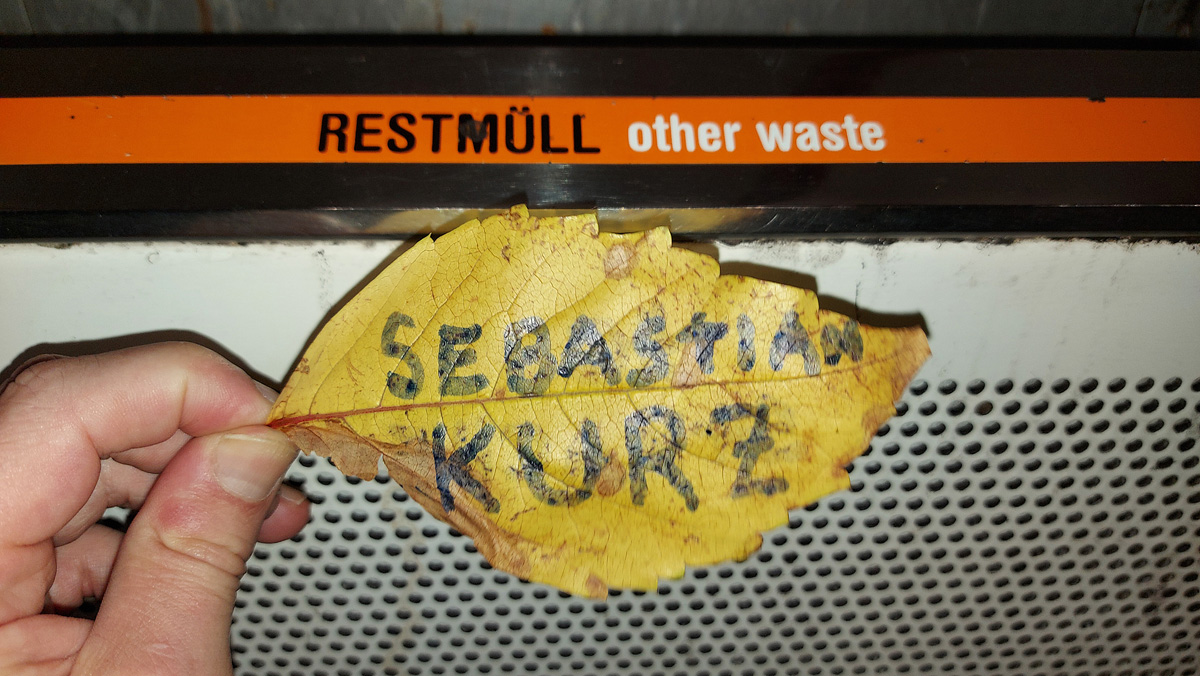 RESTMÜLL other waste
SEBASTIAN
KURZ